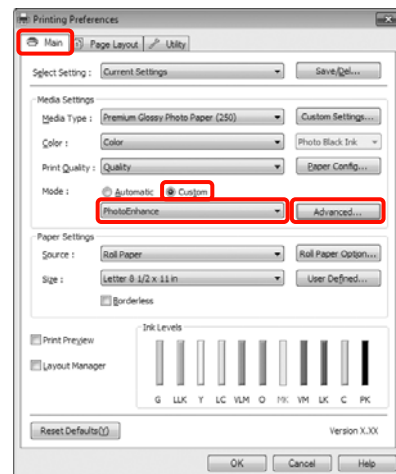 Printing Preferences
Main Page Layout Utility
Select Setting : Current Settings Save/Del...
Media Settings
Media Type : Premium Glossy Photo Paper (250) Custom Settings...
Color : Color Photo Black Ink
Print Quality : Quality Paper Config...
Mode : Automatic Custom
PhotoEnhance Advanced...
Paper Settings
Source : Roll Paper Roll Paper Option...
Size : Letter 8 1/2 x 11 in User Defined...
Borderless
Ink Levels
Print Preview
Layout Manager
G LLK Y LC VLM O MK VM LK C PK
Reset Defaults(Y) Version X.XX
OK Cancel Help